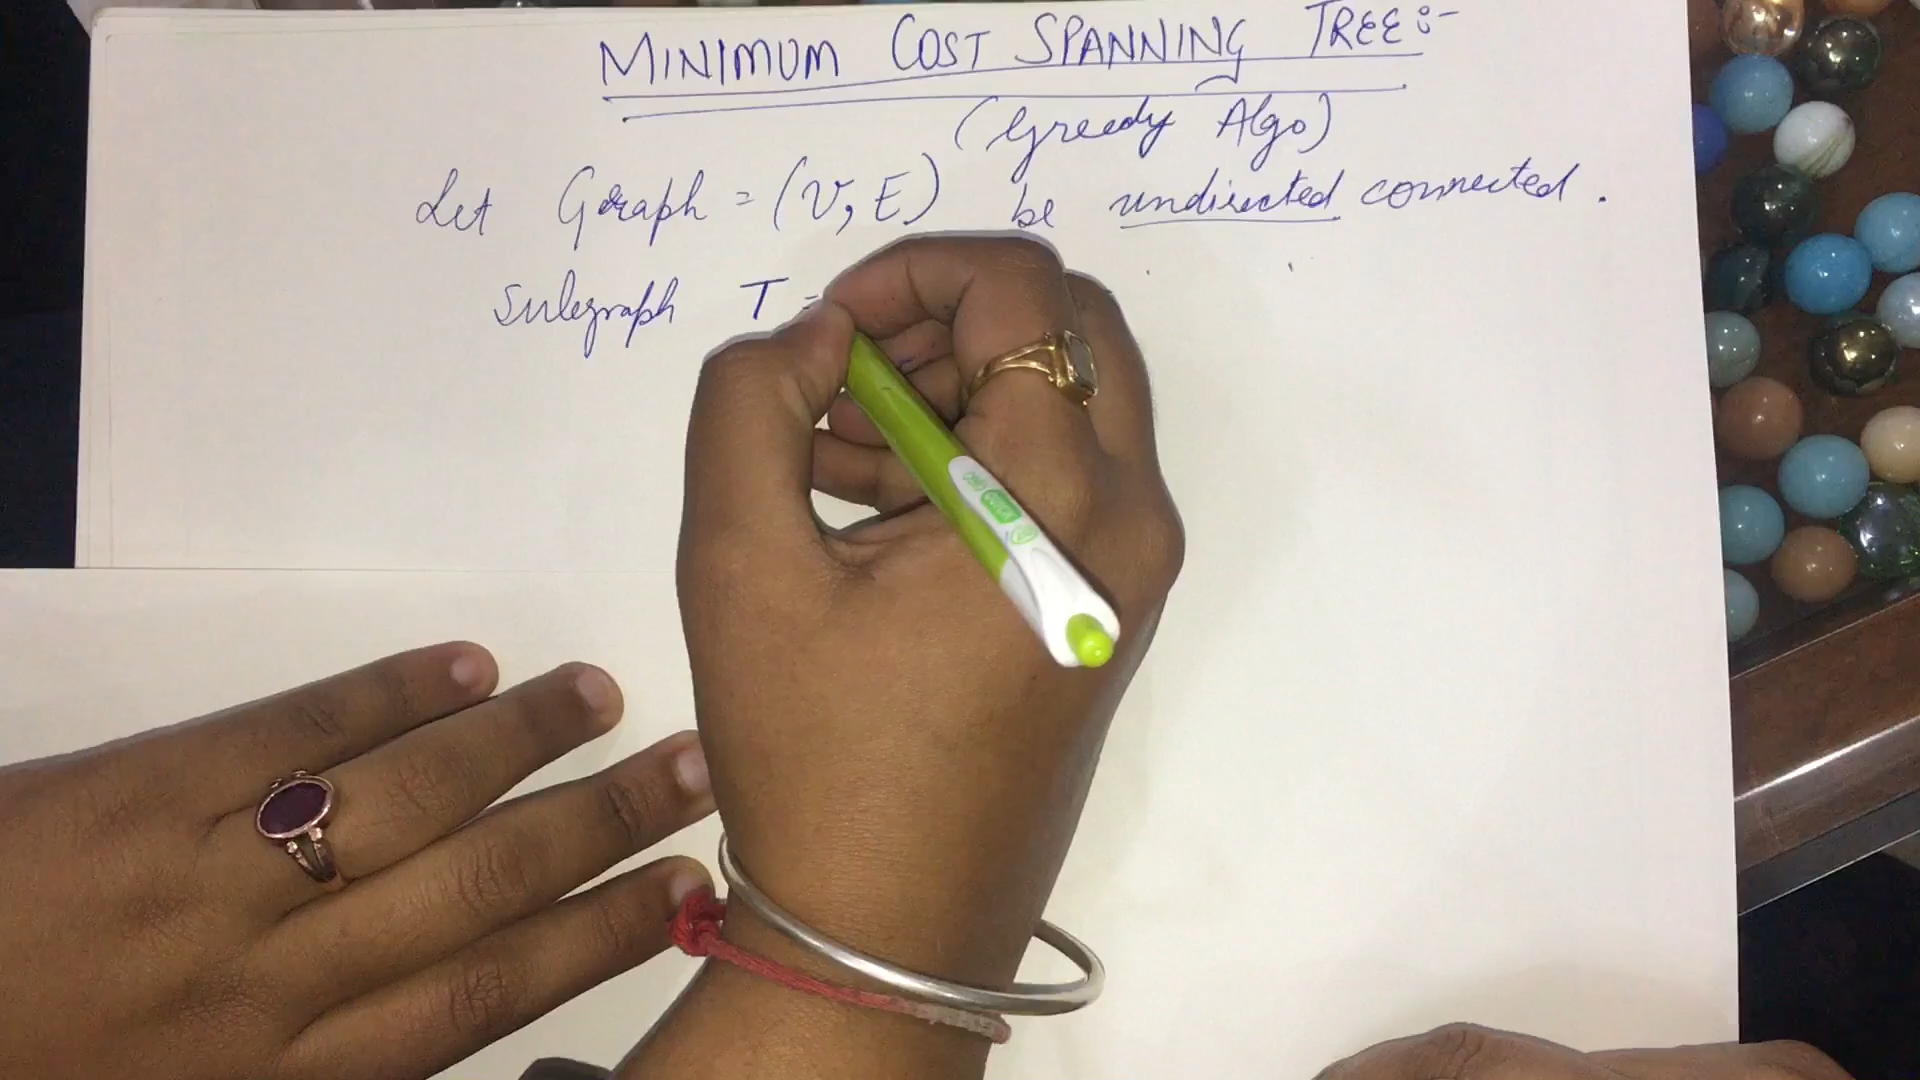 MINIMUM COST SPANNING TREE :-
(Greedy Algo)
Let Graph = (V, E) be undirected connected.
Subgraph T =